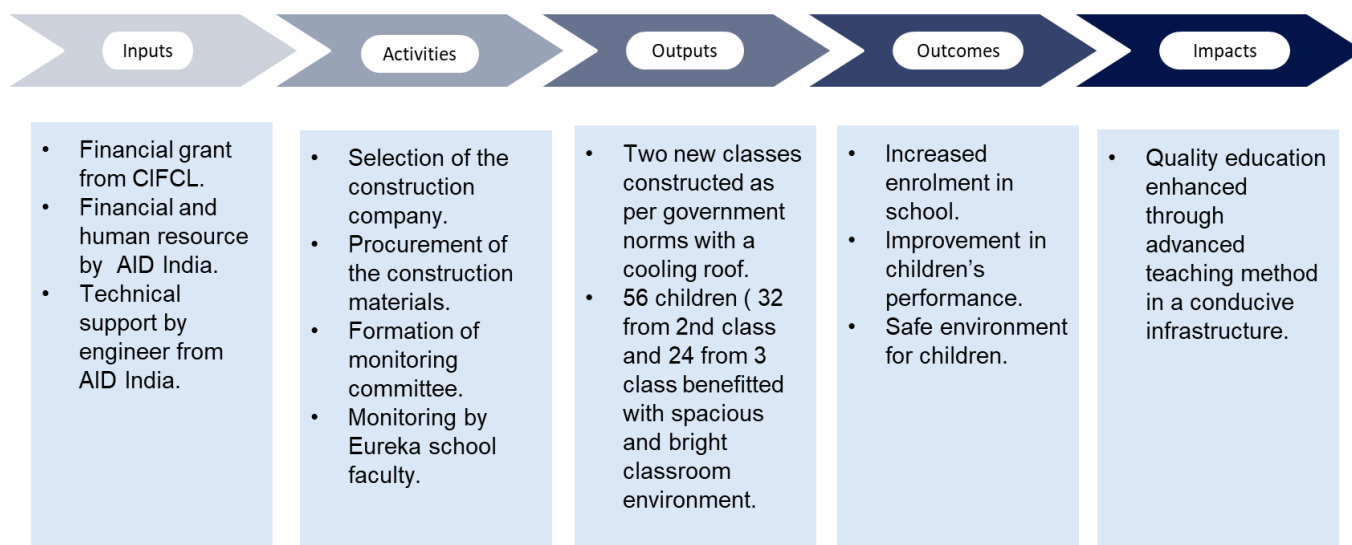 Inputs
Activities
Outputs
Outcomes
Impacts
• Financial grant
from CIFCL.
• Financial and
human resource
by AID India.
• Technical
support by
engineer from
AID India.
• Selection of the
construction
company.
• Procurement of
the construction
materials.
• Formation of
monitoring
committee.
• Monitoring by
Eureka school
faculty.
• Two new classes
constructed as
per government
norms with a
cooling roof.
• 56 children ( 32
from 2nd class
and 24 from 3
class benefitted
with spacious
and bright
classroom
environment.
• Increased
enrolment in
school.
• Improvement in
children’s
performance.
• Safe environment
for children.
• Quality education
enhanced
through
advanced
teaching method
in a conducive
infrastructure.